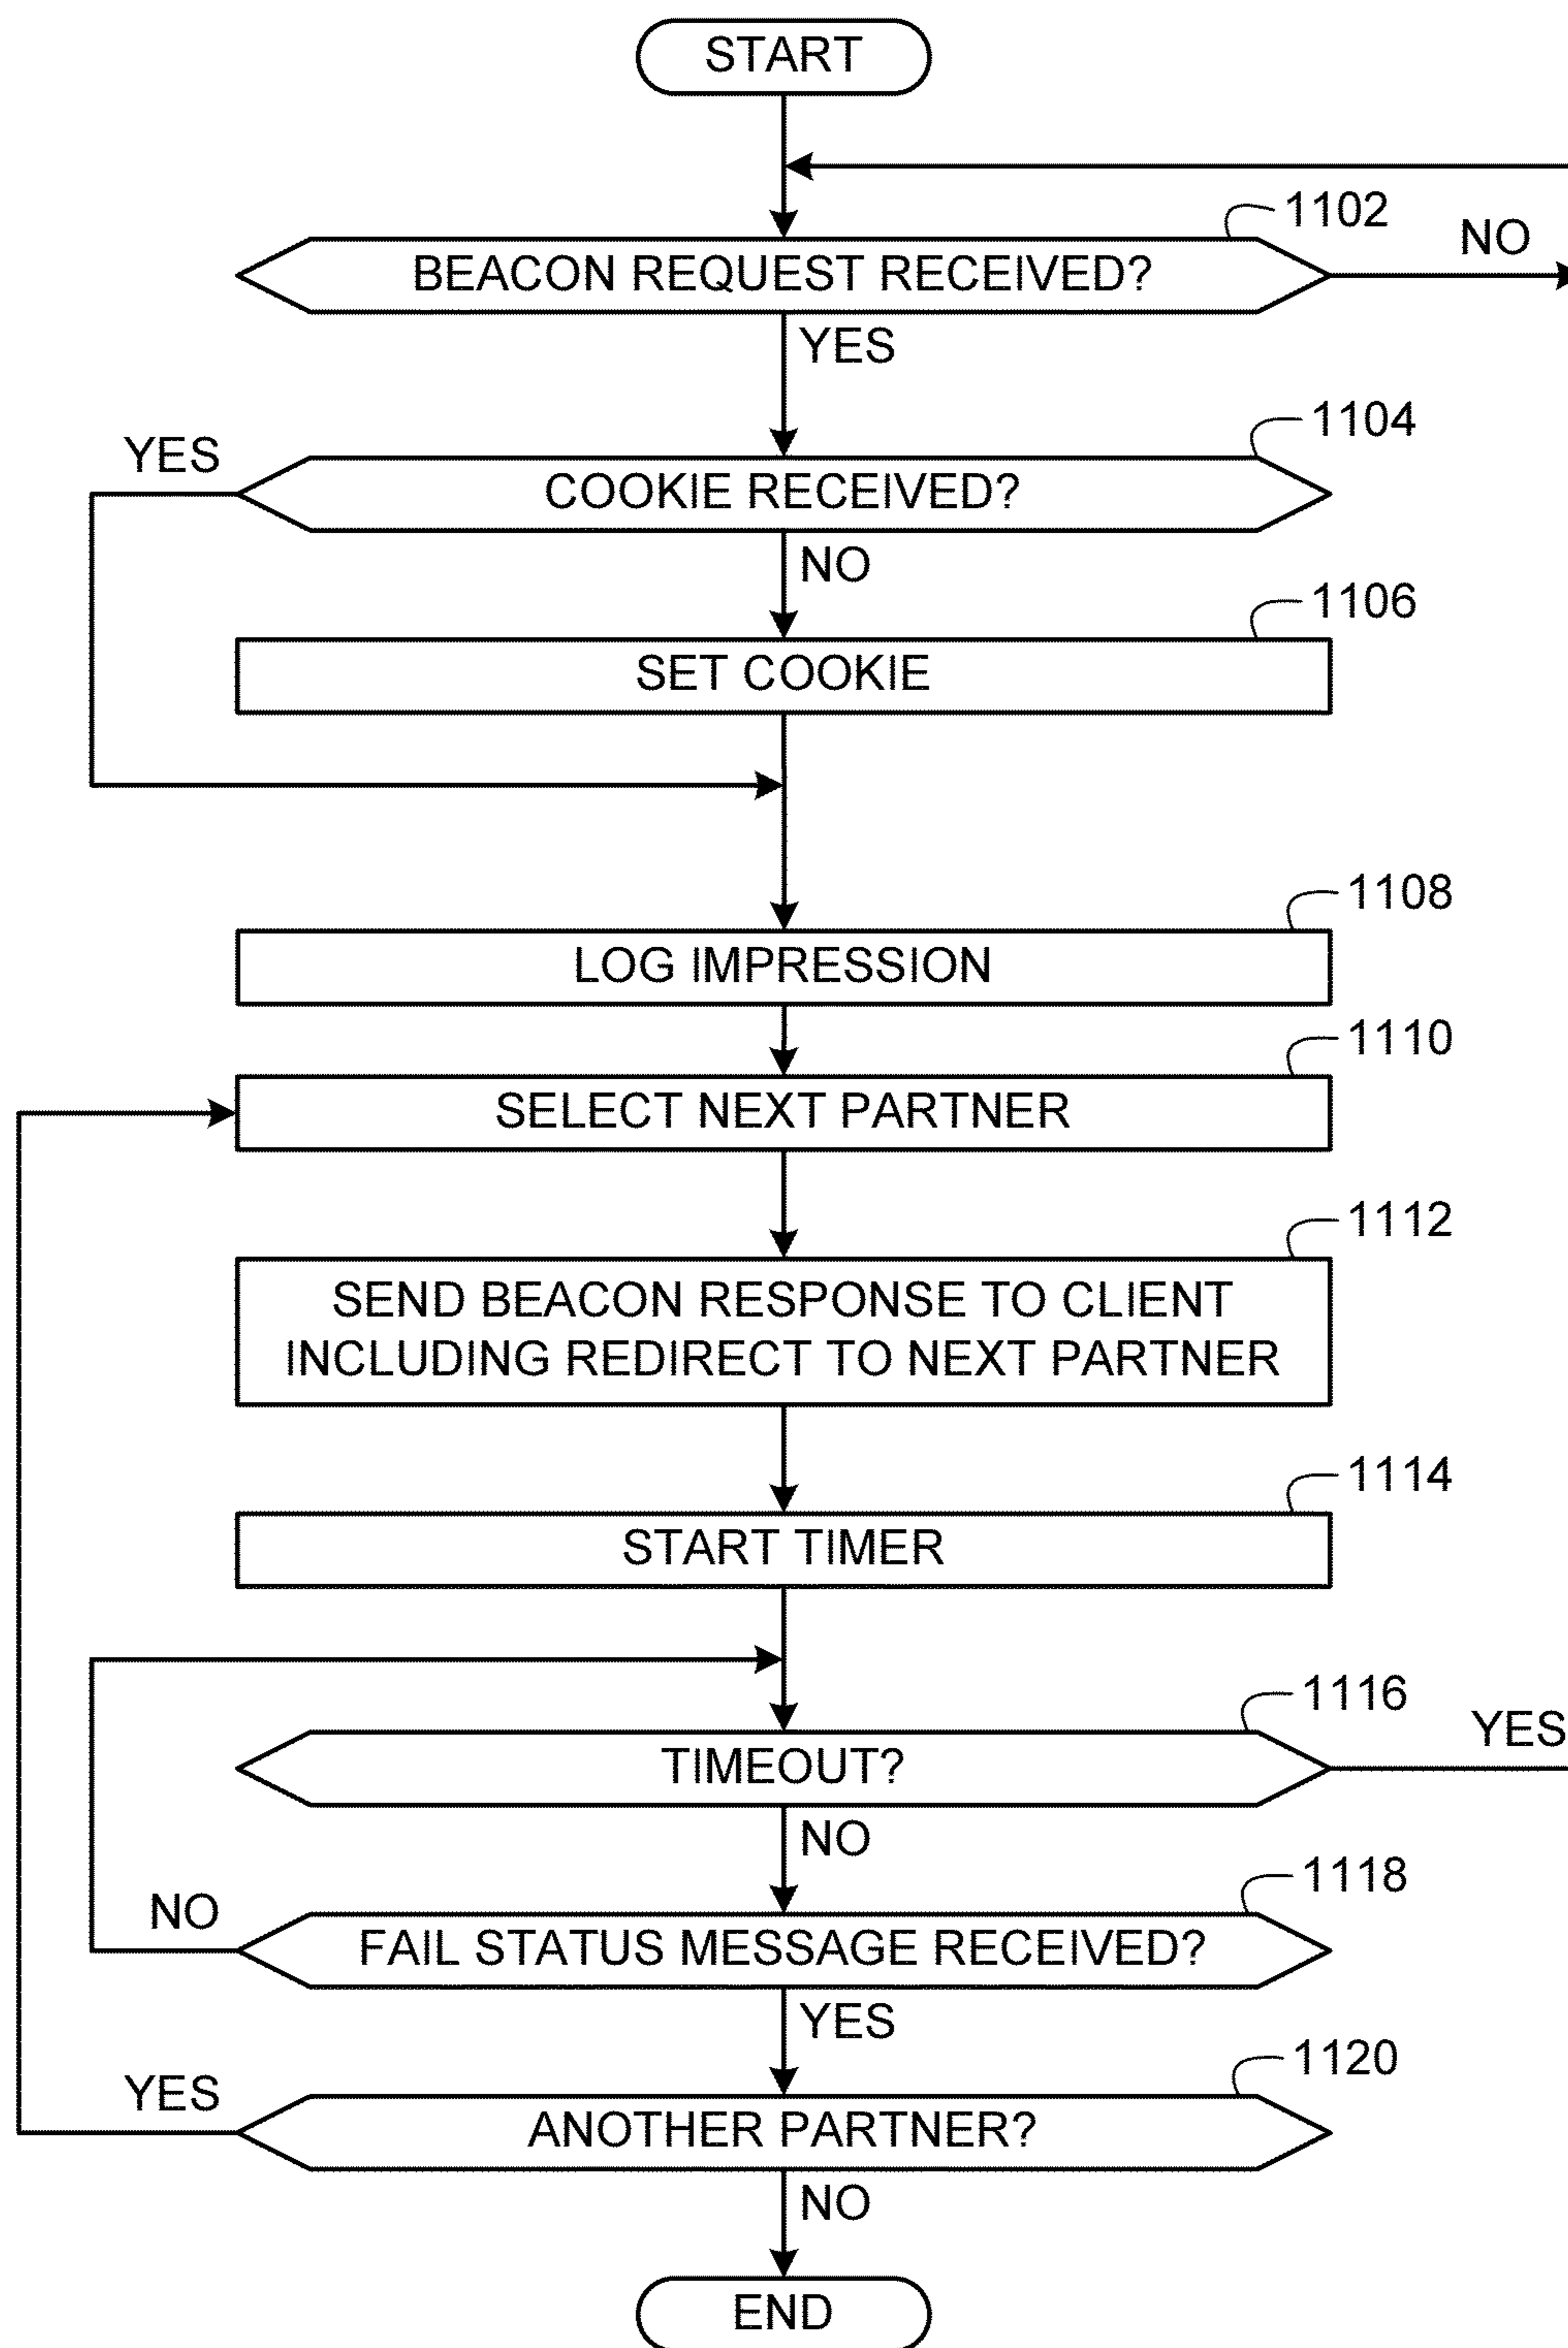 START
1102
BEACON REQUEST RECEIVED?
NO
YES
1104
YES
COOKIE RECEIVED?
NO
1106
SET COOKIE
1108
LOG IMPRESSION
1110
SELECT NEXT PARTNER
1112
SEND BEACON RESPONSE TO CLIENT
INCLUDING REDIRECT TO NEXT PARTNER
1114
START TIMER
1116
TIMEOUT?
YES
NO
1118
NO
FAIL STATUS MESSAGE RECEIVED?
YES
1120
YES
ANOTHER PARTNER?
NO
END